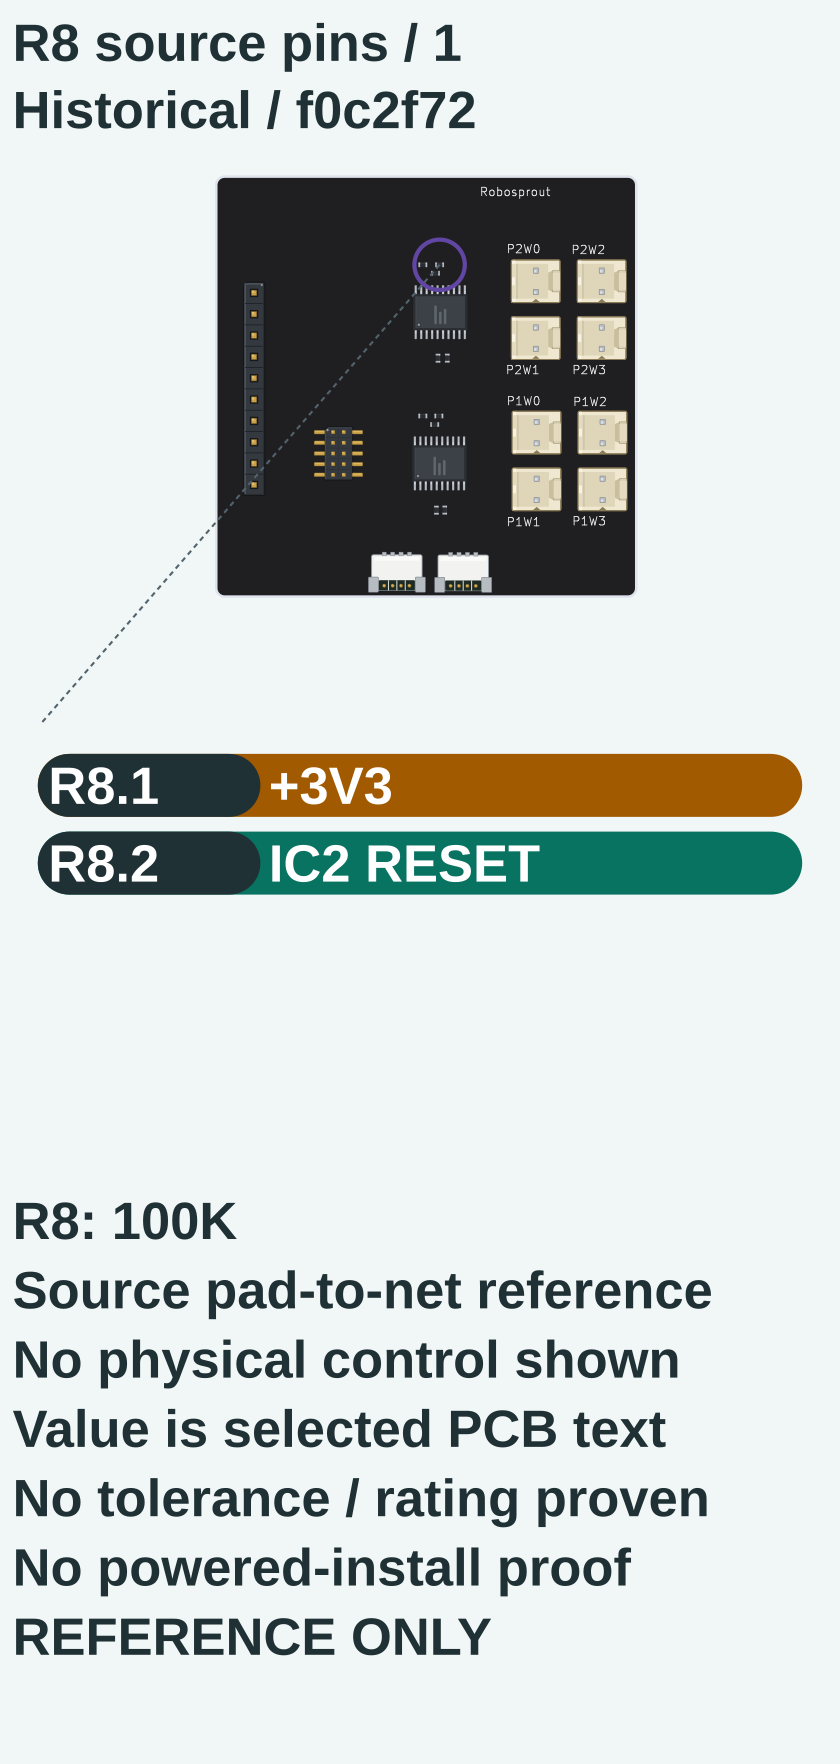 R8 source pins / 1
Historical / f0c2f72
Robosprout
P2W0 P2W2
P2W1 P2W3
P1W0 P1W2
P1W1 P1W3
R8.1 +3V3
R8.2 IC2 RESET
R8: 100K
Source pad-to-net reference
No physical control shown
Value is selected PCB text
No tolerance / rating proven
No powered-install proof
REFERENCE ONLY